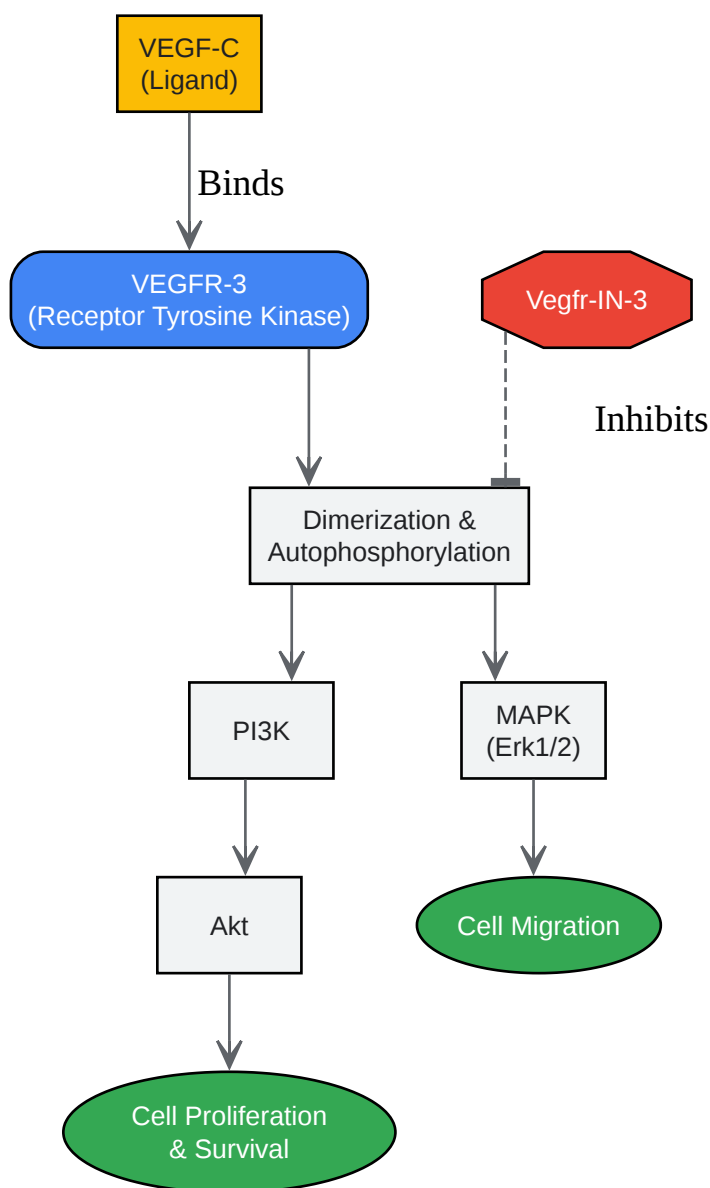 VEGF-C
(Ligand)
Binds
VEGFR-3
(Receptor Tyrosine Kinase)
Vegfr-IN-3
Inhibits
Dimerization &
Autophosphorylation
PI3K
MAPK
(Erk1/2)
Akt
Cell Migration
Cell Proliferation
& Survival